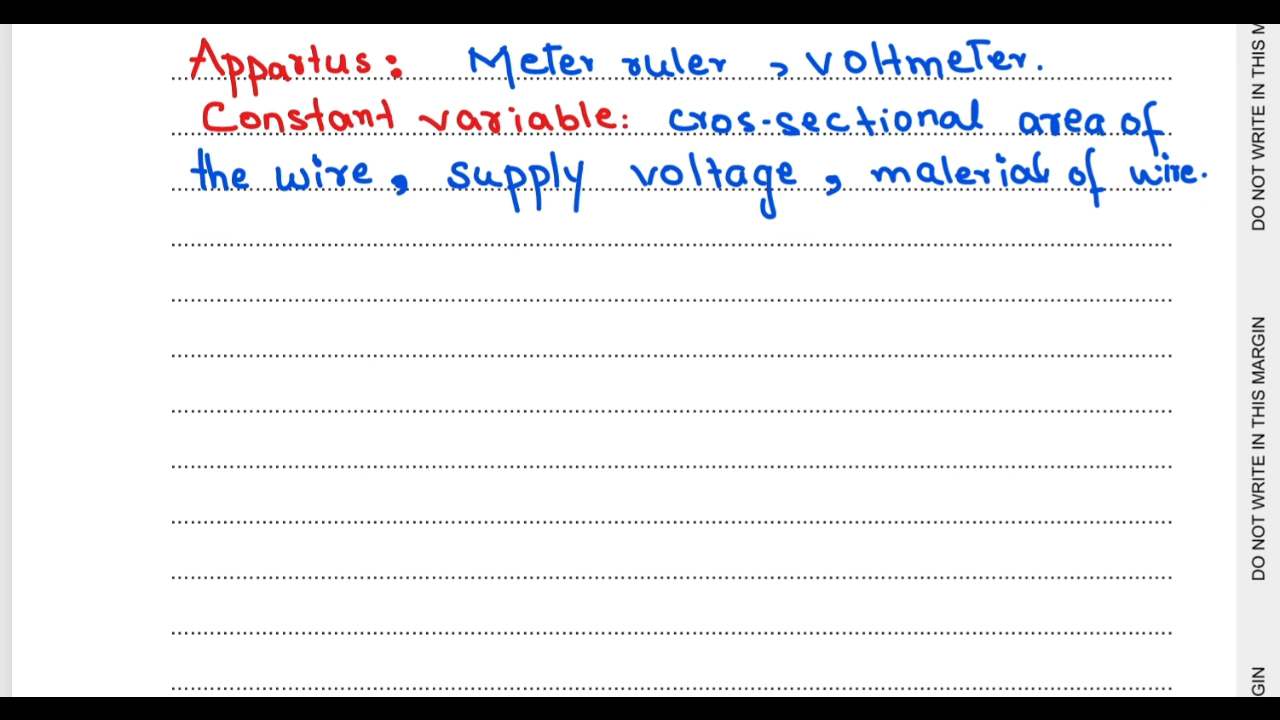 Appartus: Meter ruler, voltmeter.
Constant variable: cros-sectional area of
the wire, supply voltage, material of wire.
DO NOT WRITE IN THIS M
DO NOT WRITE IN THIS MARGIN
GIN